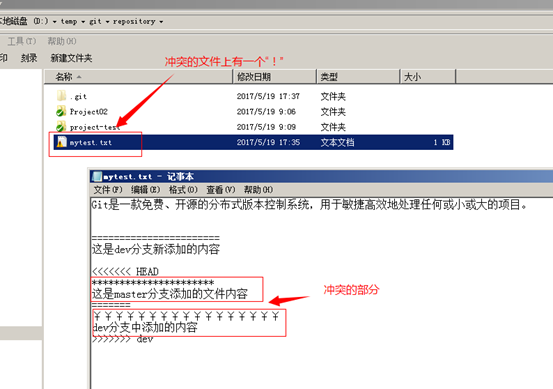 本地磁盘 (D:) ▾ temp ▾ git ▾ repository ▾
工具(T) 帮助(H)
印 刻录 新建文件夹
冲突的文件上有一个“！”
名称 修改日期 类型 大小
.git 2017/5/19 17:37 文件夹
Project02 2017/5/19 9:06 文件夹
project-test 2017/5/19 9:09 文件夹
mytest.txt 2017/5/19 17:35 文本文档 1 KB
mytest.txt - 记事本
文件(F) 编辑(E) 格式(O) 查看(V) 帮助(H)
Git是一款免费、开源的分布式版本控制系统，用于敏捷高效地处理任何或小或大的项目。
=======================
这是dev分支新添加的内容
<<<<<<< HEAD
**********************
这是master分支添加的文件内容
冲突的部分
=======
￥￥￥￥￥￥￥￥￥￥￥￥￥￥
dev分支中添加的内容
>>>>>>> dev